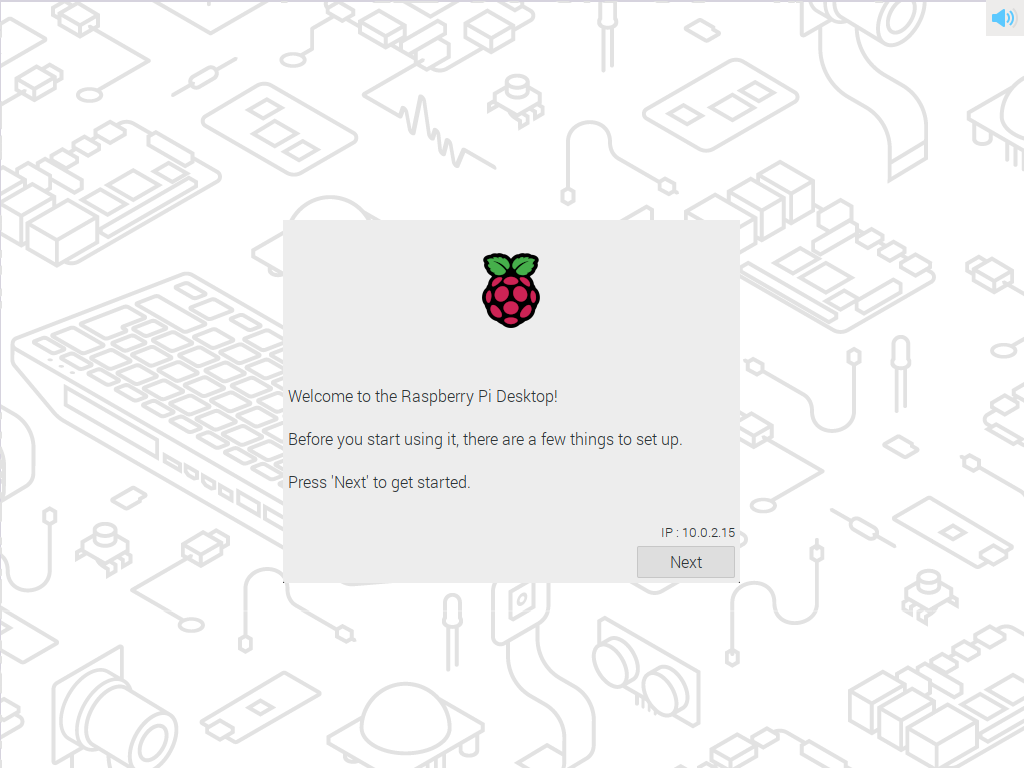 Welcome to the Raspberry Pi Desktop!
Before you start using it, there are a few things to set up.
Press 'Next' to get started.
IP : 10.0.2.15
Next